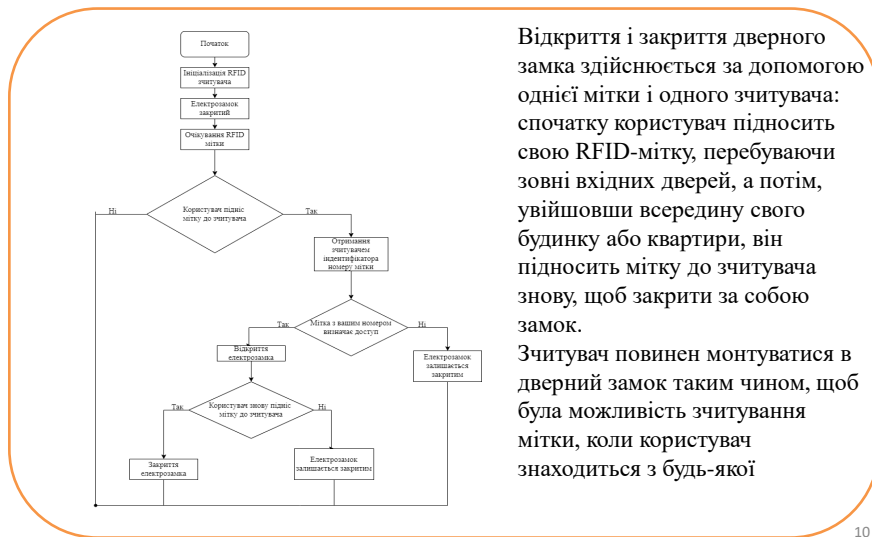 Початок
Ініціалізація RFID
зчитувача
Електрозамок
закритий
Очікування RFID
мітки
Ні
Користувач підніс
мітку до зчитувача
Так
Отримання
зчитувачем
індентифікатора
номеру мітки
Так
Мітка з вашим номером
визначає доступ
Ні
Відкриття
електрозамка
Електрозамок
залишається
закритим
Так
Користувач знову підніс
мітку до зчитувача
Ні
Закриття
електрозамка
Електрозамок
залишається закритим
Відкриття і закриття дверного
замка здійснюється за допомогою
однієї мітки і одного зчитувача:
спочатку користувач підносить
свою RFID-мітку, перебуваючи
зовні вхідних дверей, а потім,
увійшовши всередину свого
будинку або квартири, він
підносить мітку до зчитувача
знову, щоб закрити за собою
замок.
Зчитувач повинен монтуватися в
дверний замок таким чином, щоб
була можливість зчитування
мітки, коли користувач
знаходиться з будь-якої
10